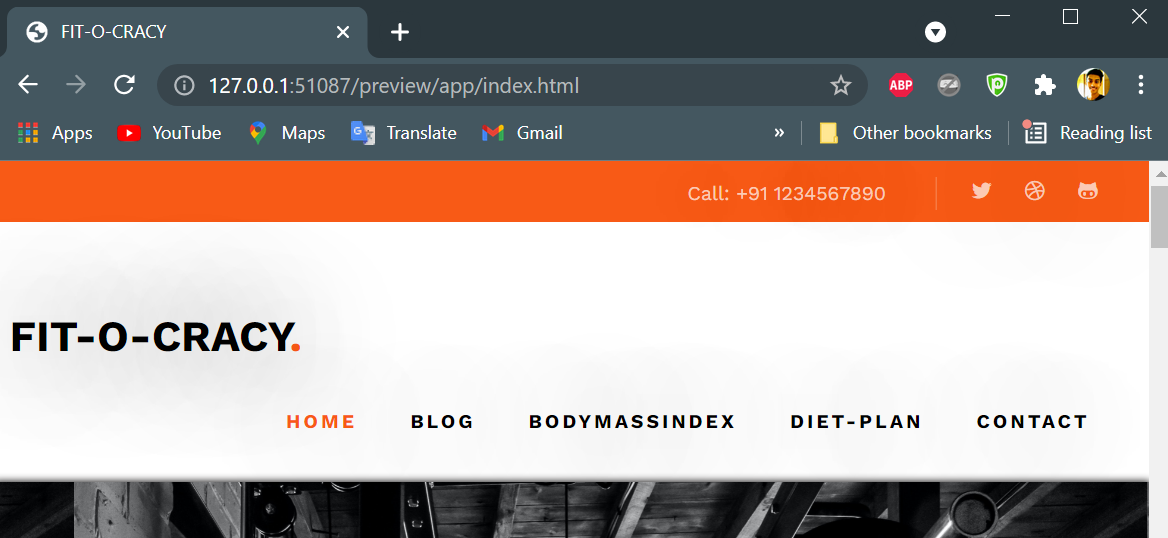 FIT-O-CRACY
127.0.0.1:51087/preview/app/index.html
ABP
Apps YouTube Maps Translate Gmail » Other bookmarks Reading list
Call: +91 1234567890
FIT-O-CRACY.
HOME BLOG BODYMASSINDEX DIET-PLAN CONTACT